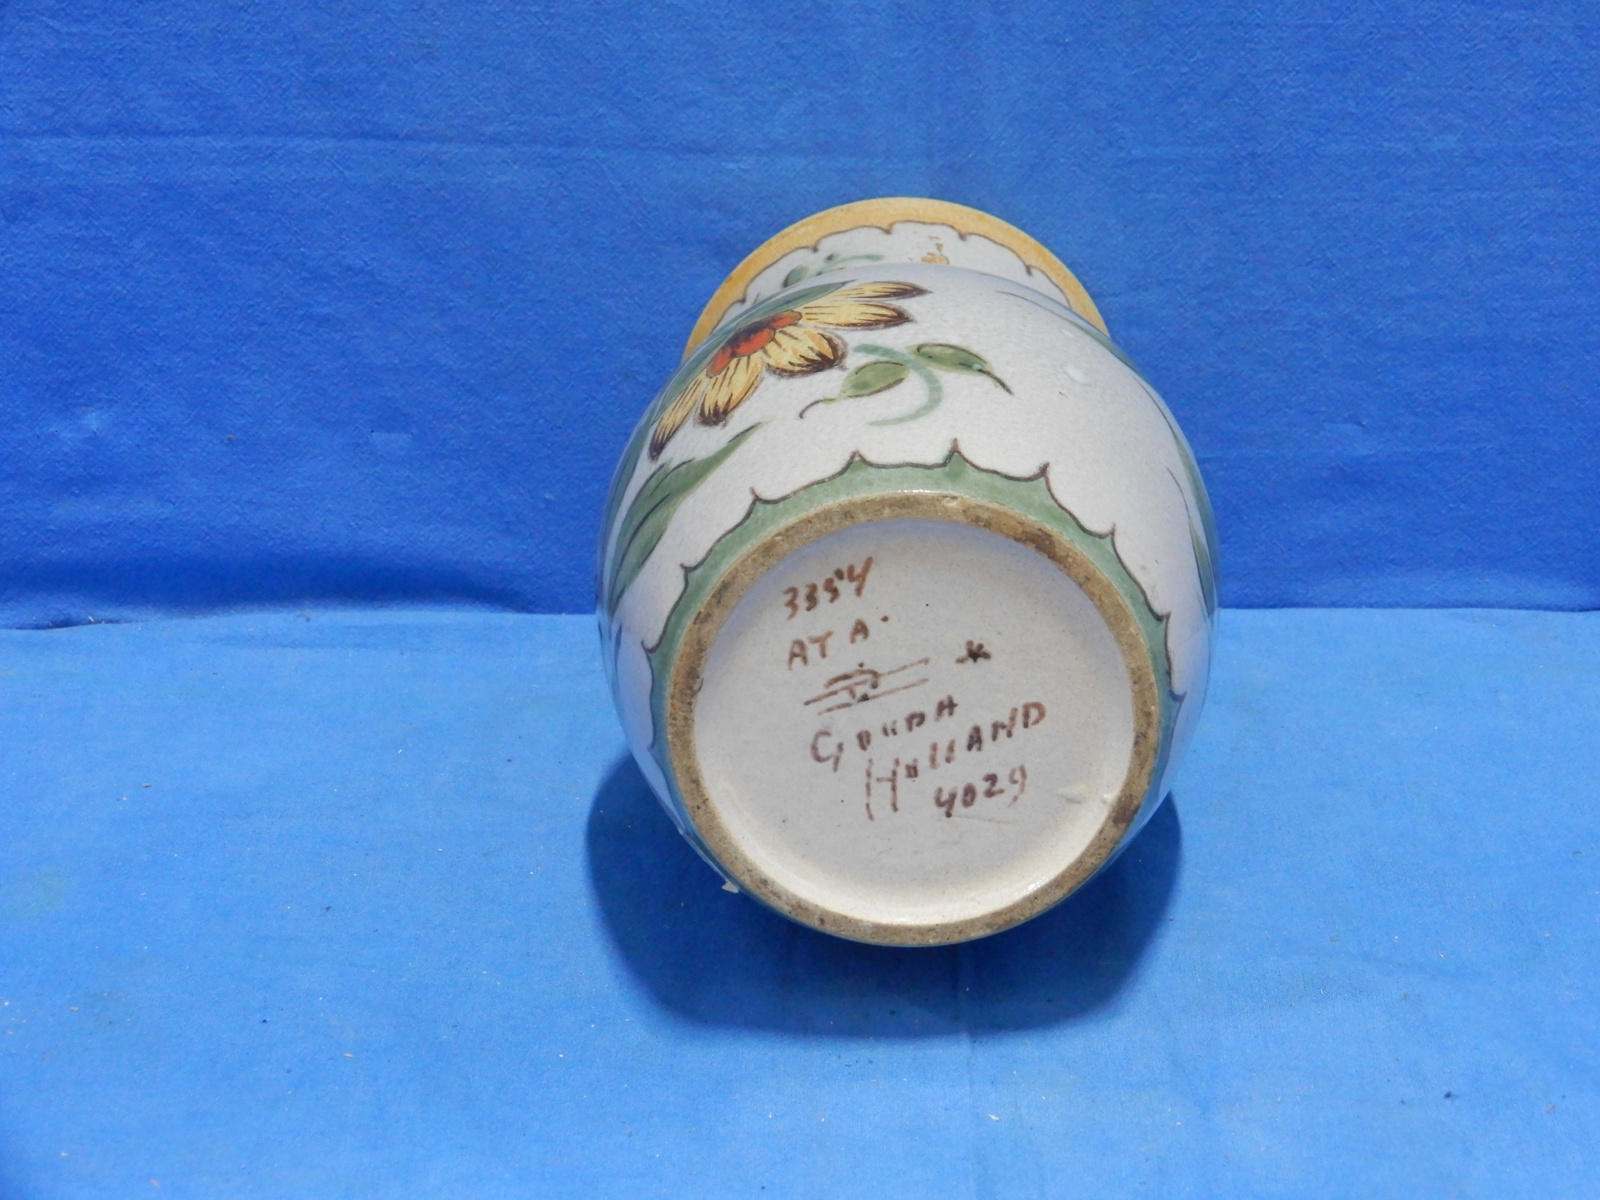 3354
ATA.
GOUDA
HOLLAND
4029